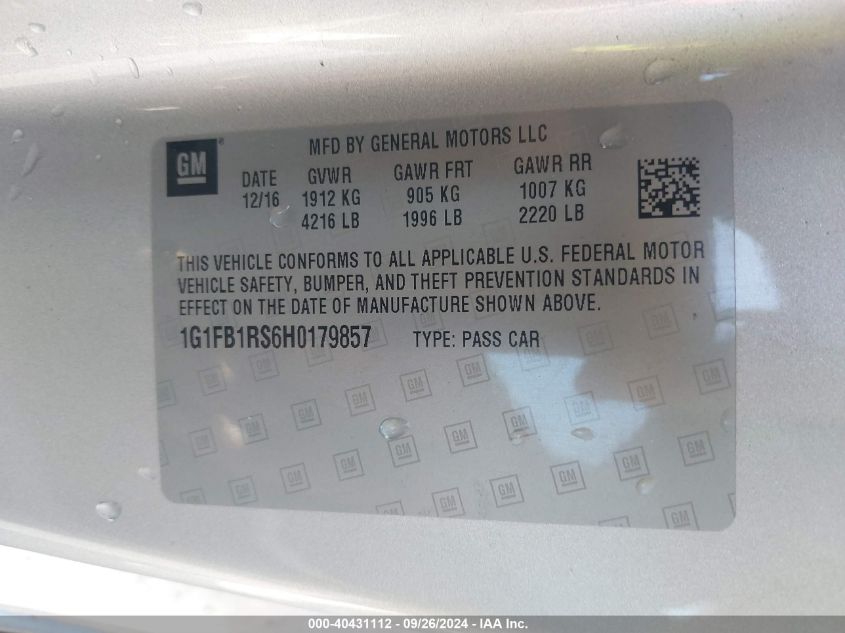 GM
MFD BY GENERAL MOTORS LLC
DATE GVWR GAWR FRT GAWR RR
12/16 1912 KG 905 KG 1007 KG
4216 LB 1996 LB 2220 LB
THIS VEHICLE CONFORMS TO ALL APPLICABLE U.S. FEDERAL MOTOR
VEHICLE SAFETY, BUMPER, AND THEFT PREVENTION STANDARDS IN
EFFECT ON THE DATE OF MANUFACTURE SHOWN ABOVE.
1G1FB1RS6H0179857 TYPE: PASS CAR
000-40431112 - 09/26/2024 - IAA Inc.